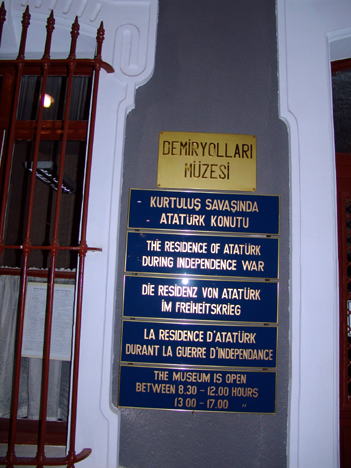 DEMİRYOLLARI
MÜZESİ
- KURTULUŞ SAVAŞINDA
- ATATÜRK KONUTU
THE RESIDENCE OF ATATÜRK
DURING INDEPENDENCE WAR
DIE RESIDENZ VON ATATÜRK
İM FREIHEITSKRIEG
LA RESIDENCE D'ATATÜRK
DURANT LA GUERRE D'INDEPENDANCE
THE MUSEUM IS OPEN
BETWEEN 8.30 - 12.00 HOURS
13 00 - 17.00 "